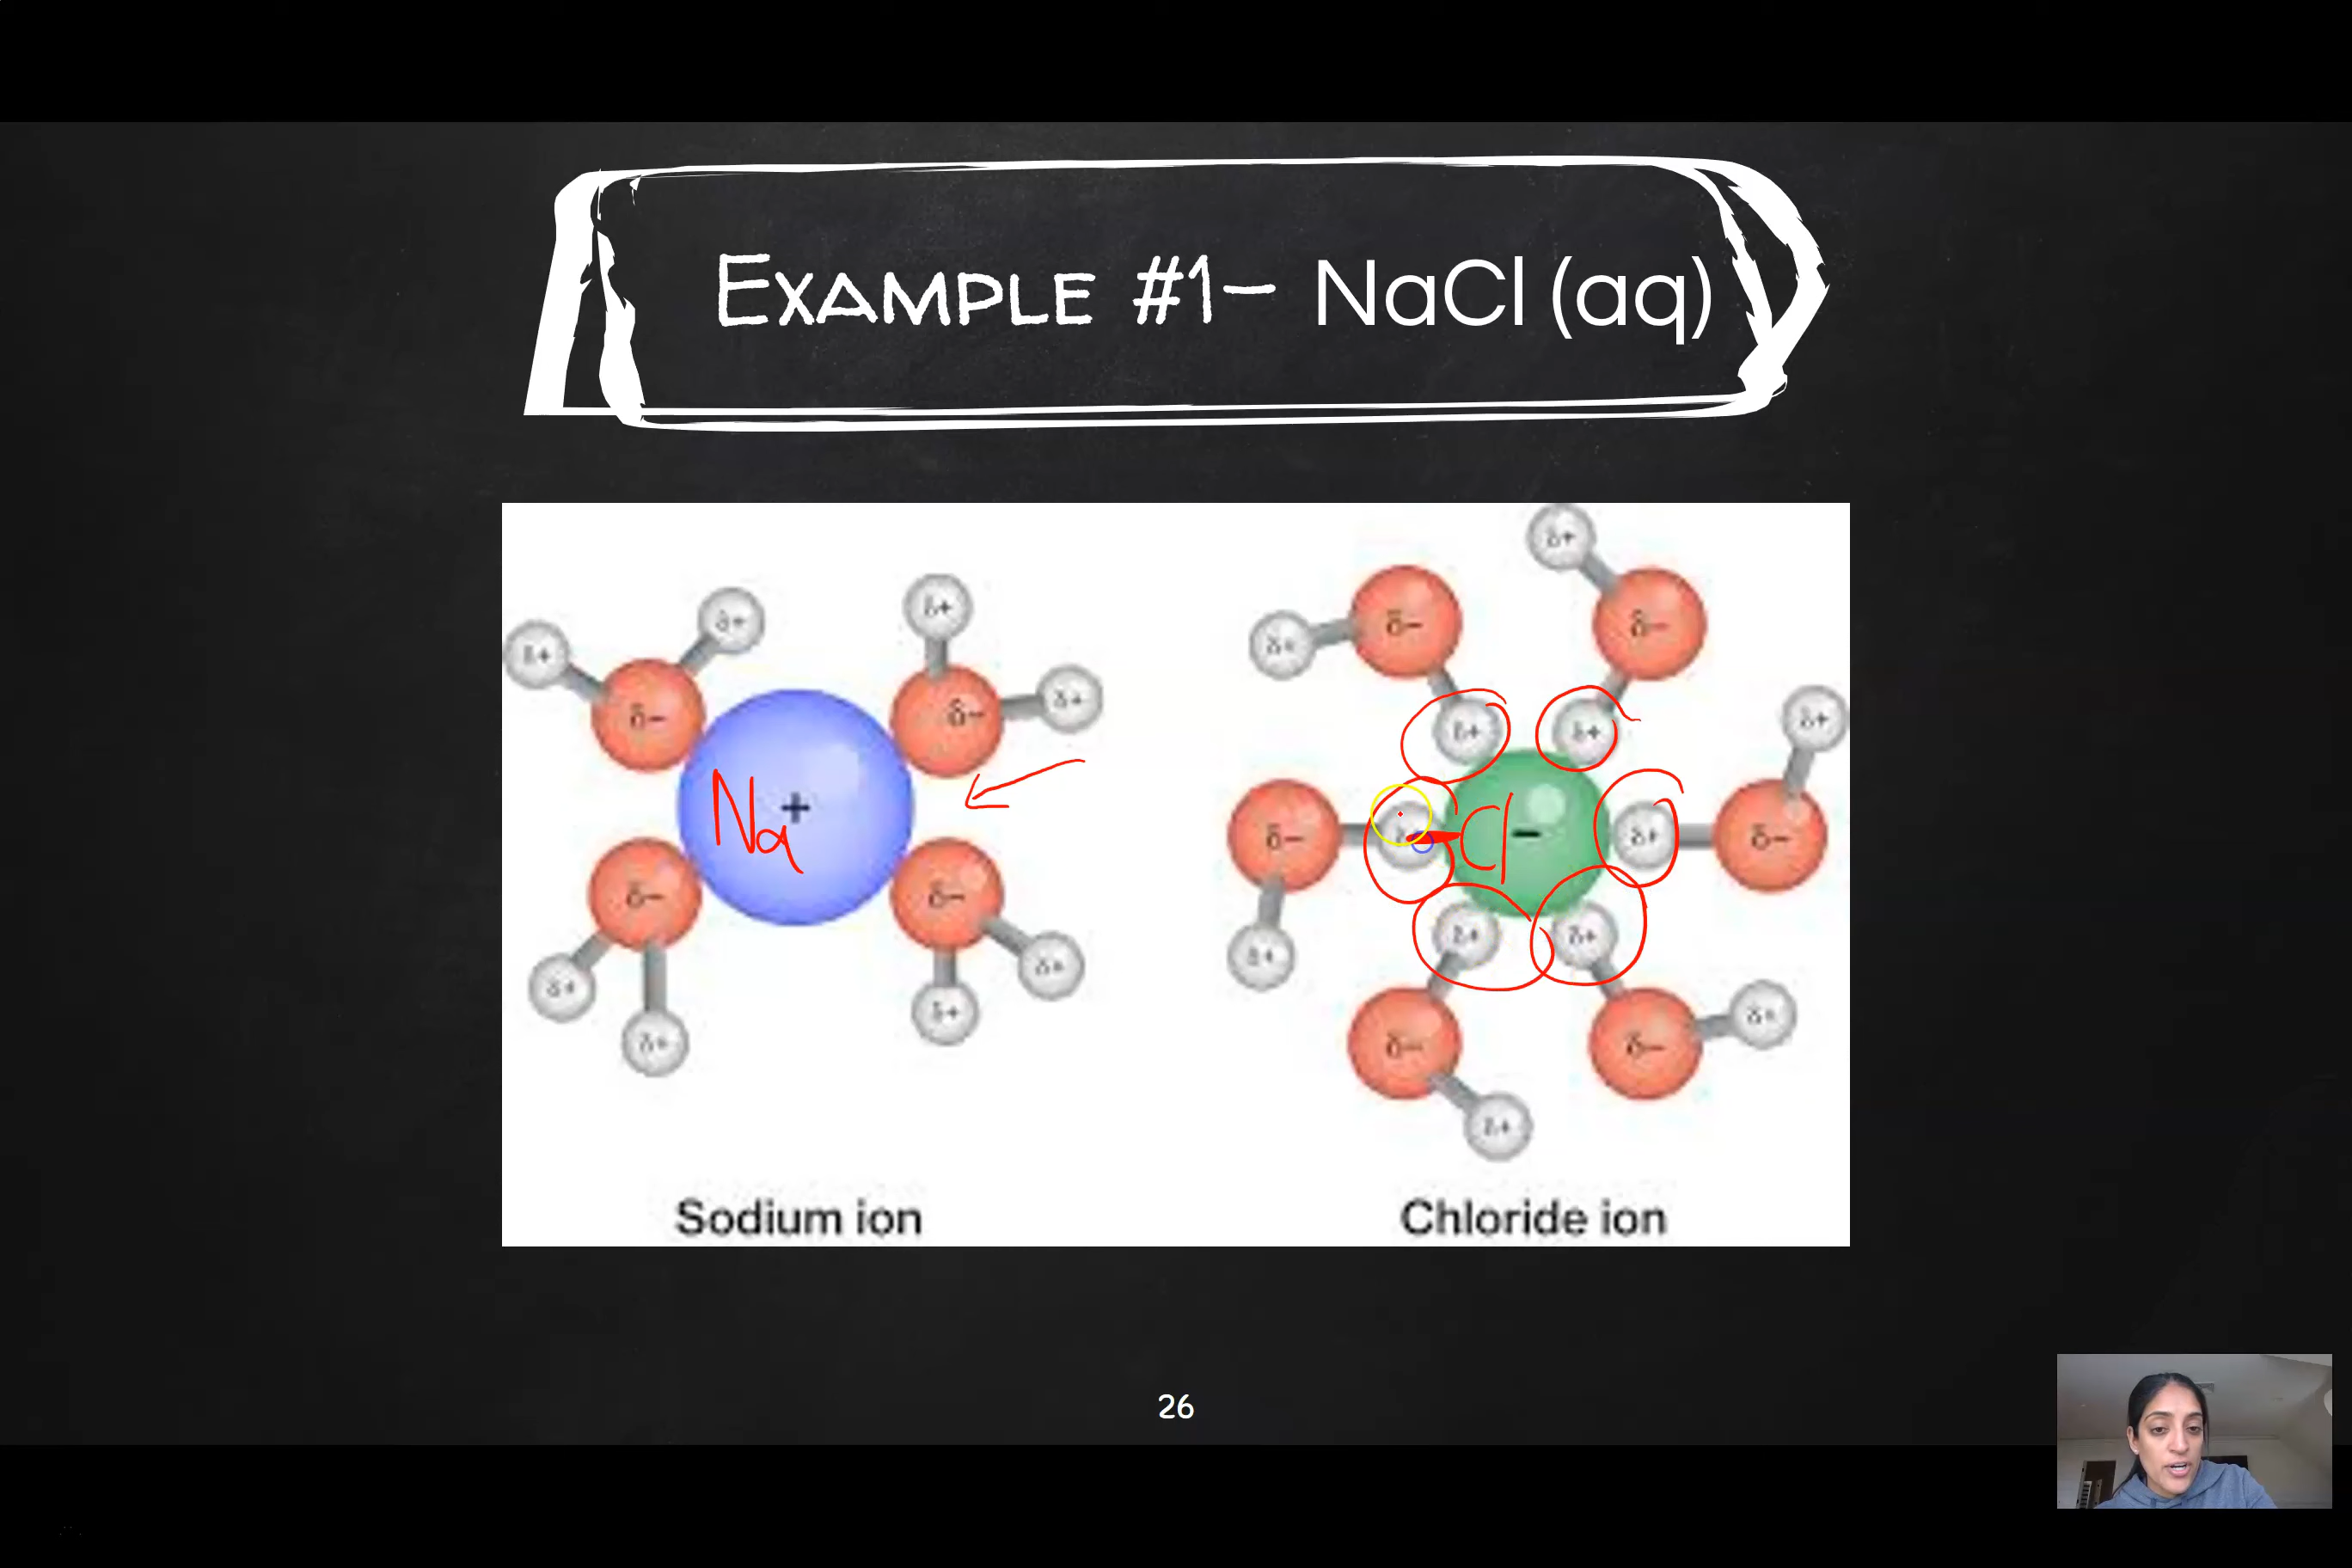 Example #1– NaCl (aq)
δ+
δ+
δ+
δ+
δ−
δ−
δ+
δ−
δ−
δ+
δ+
δ+
δ+
Na
+
δ−
Cl
−
δ+
δ−
δ−
δ−
δ+
δ+
δ+
δ+
δ+
δ+
δ+
δ+
δ−
δ−
δ+
δ+
Sodium ion
Chloride ion
26